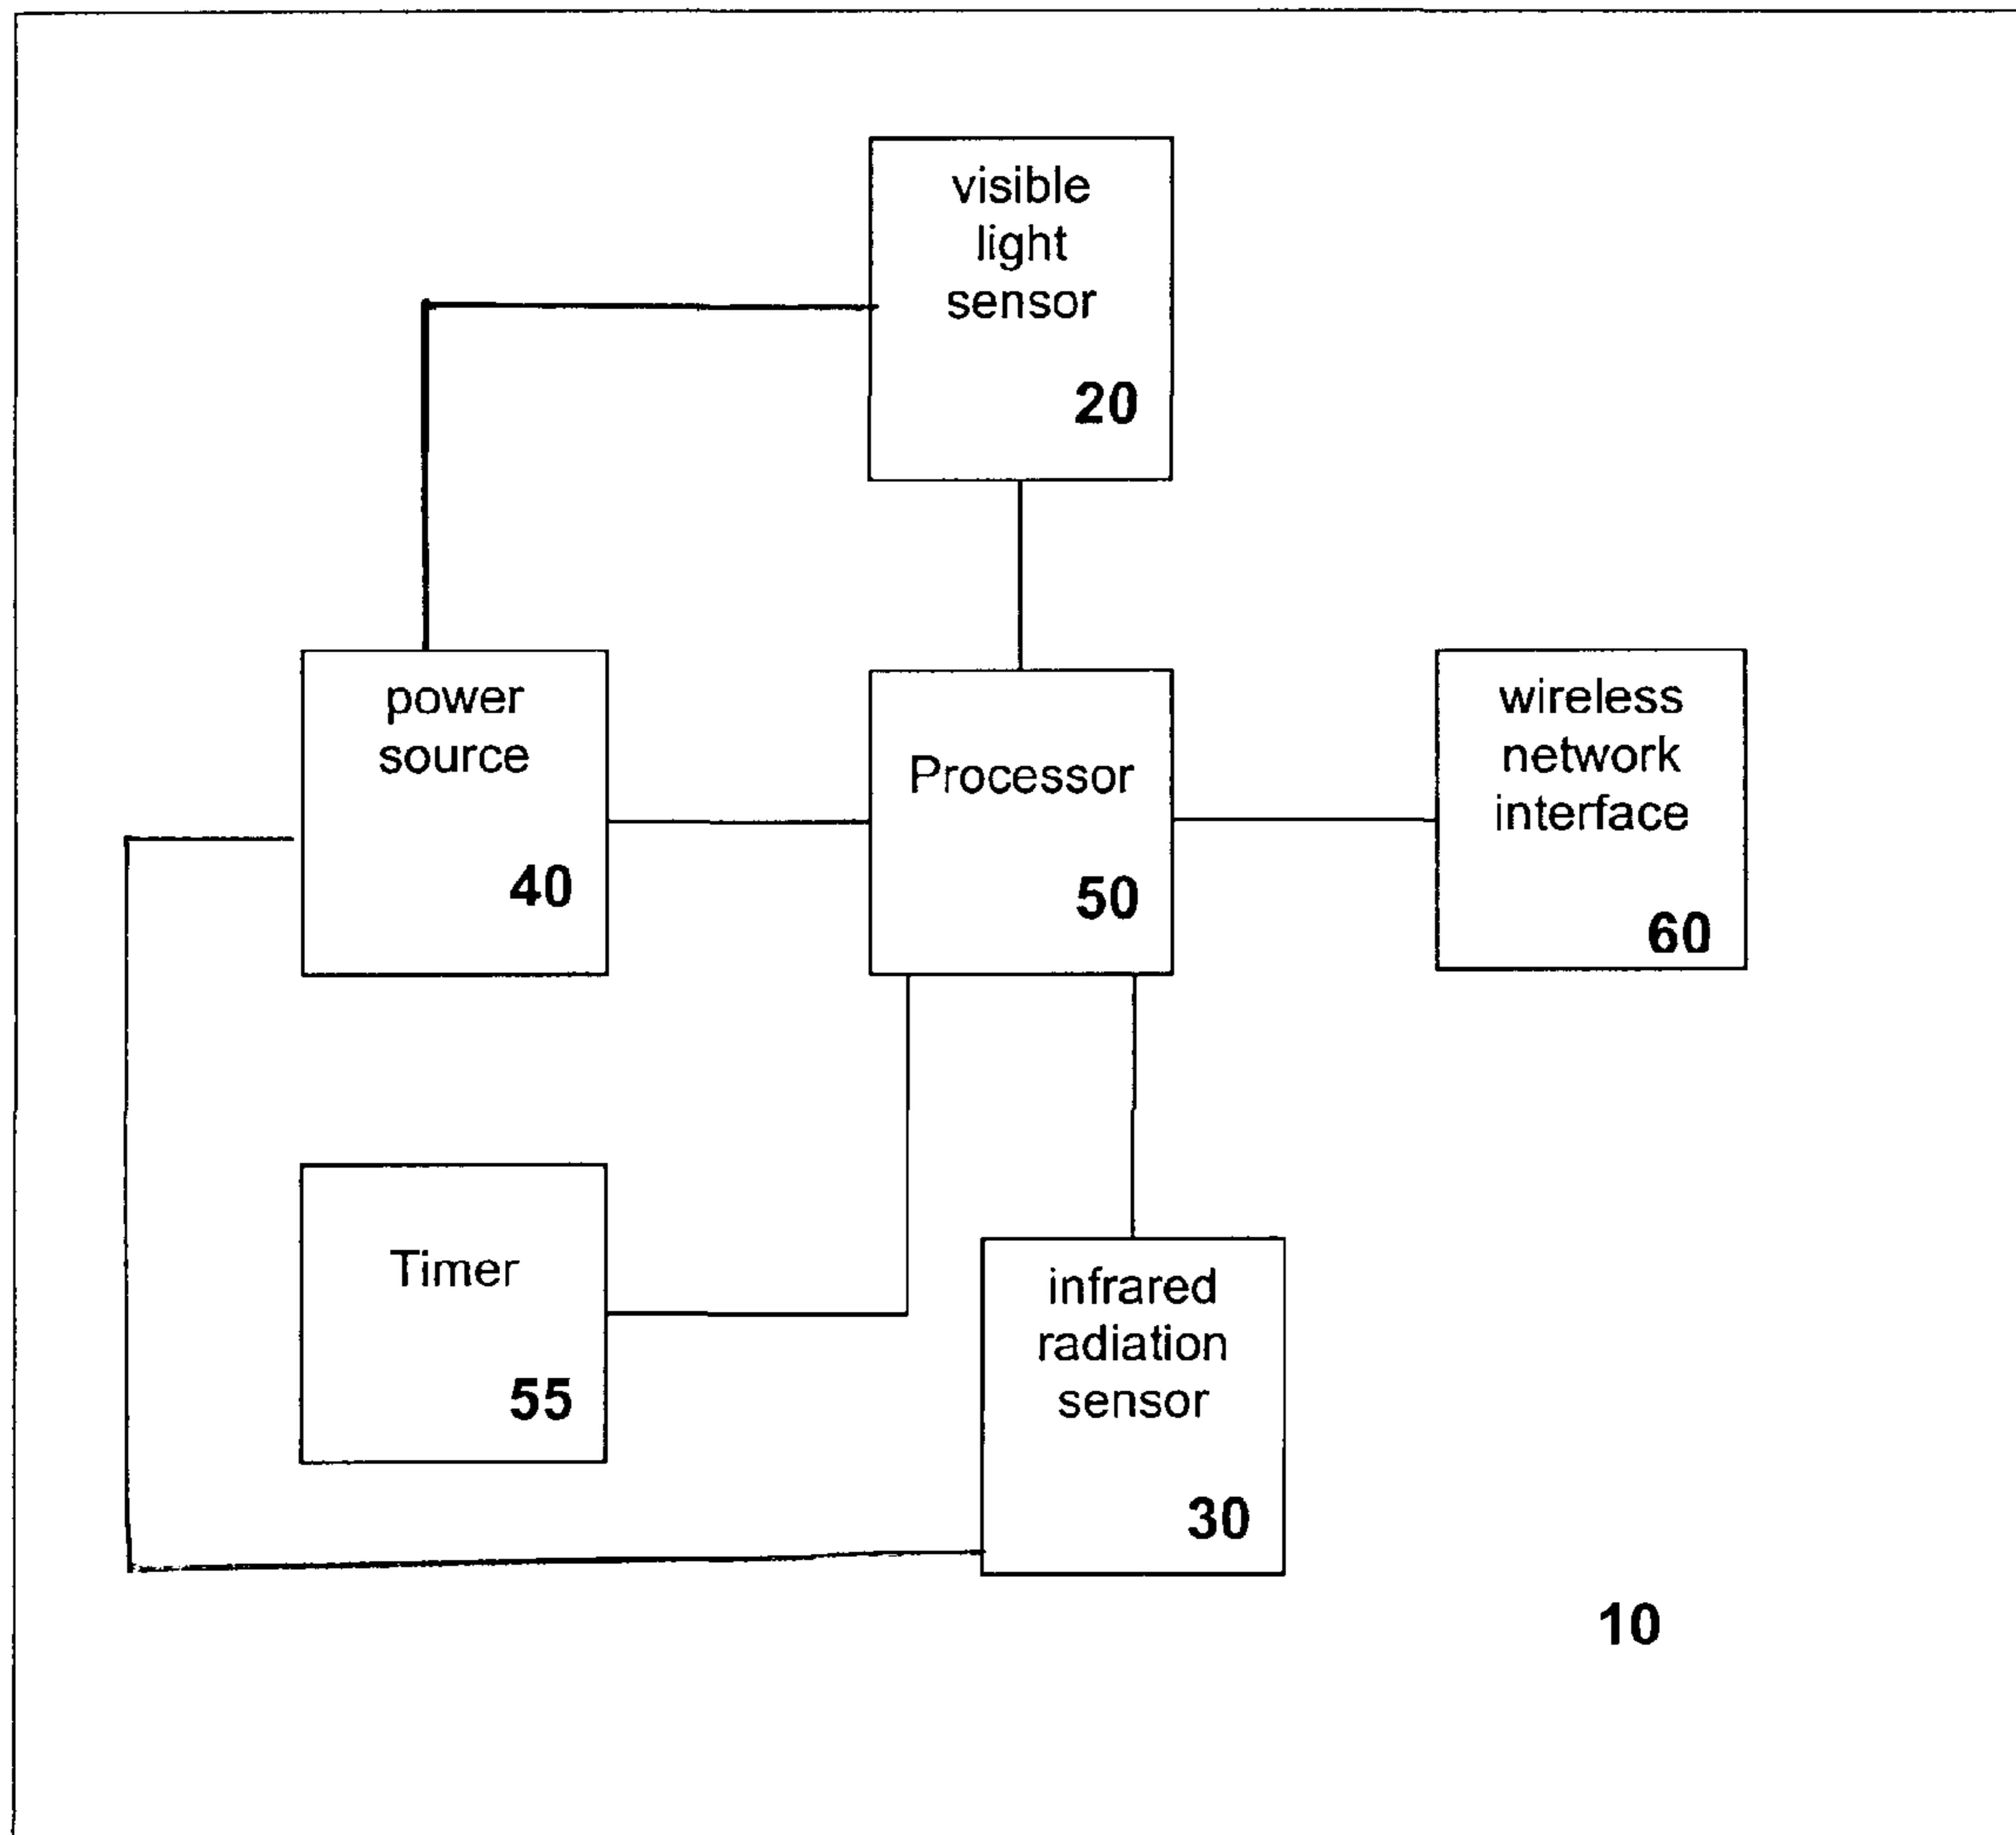 visible
light
sensor
20
power
source
40
Processor
50
wireless
network
interface
60
Timer
55
infrared
radiation
sensor
30
10